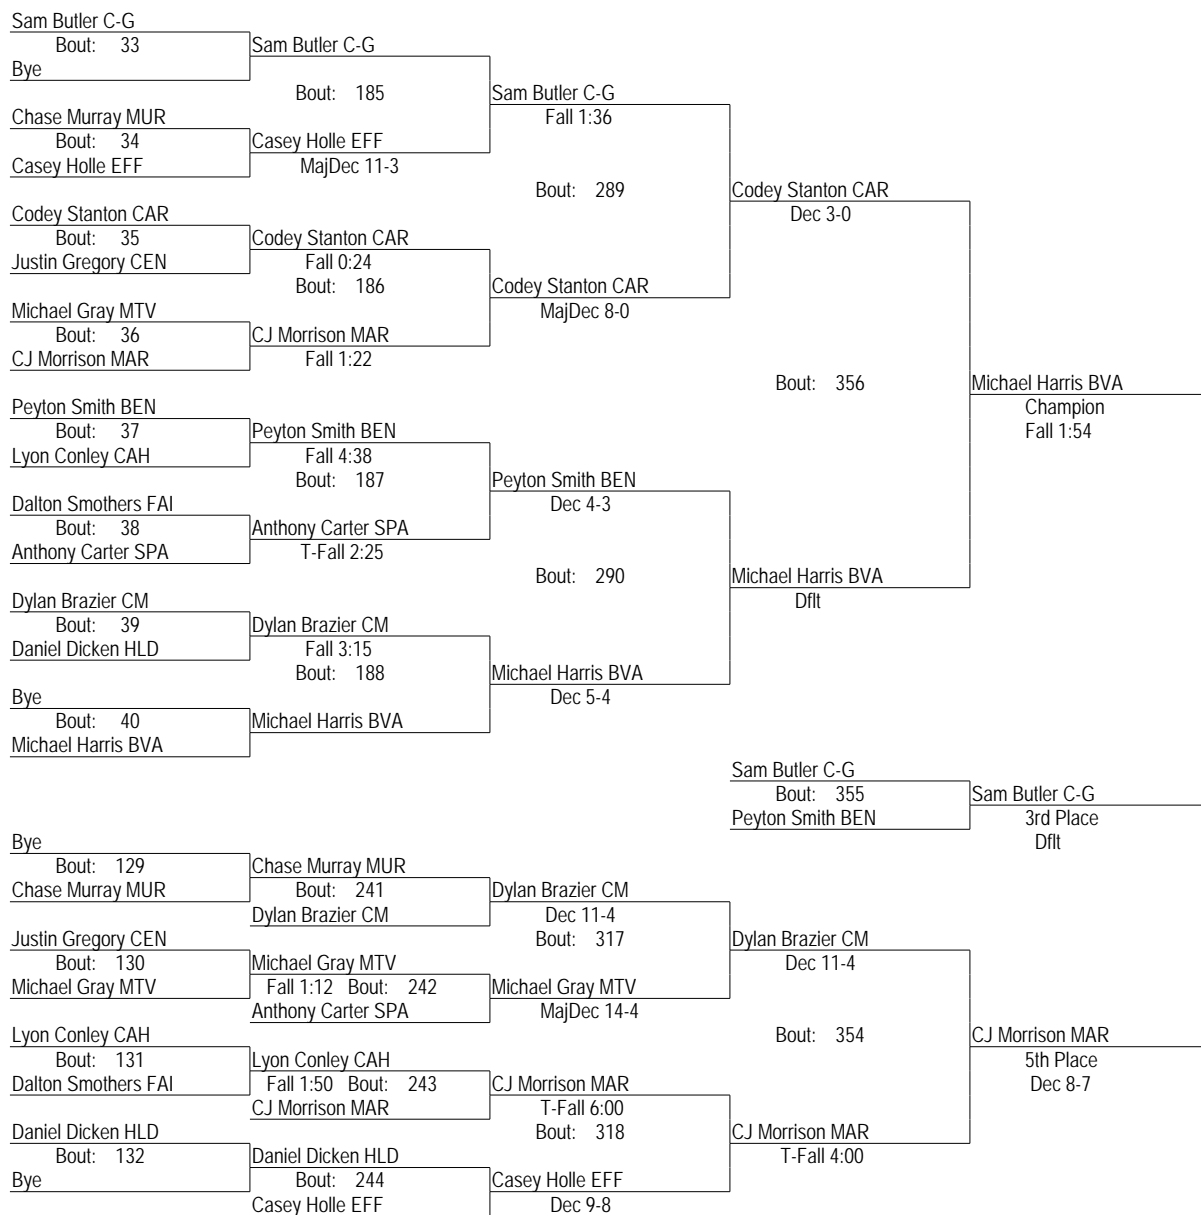 Sam Butler C-G
Bout: 33
Bye
Sam Butler C-G
Bout: 185
Chase Murray MUR
Bout: 34
Casey Holle EFF
Casey Holle EFF
MajDec 11-3
Sam Butler C-G
Fall 1:36
Bout: 289
Codey Stanton CAR
Bout: 35
Justin Gregory CEN
Codey Stanton CAR
Fall 0:24
Bout: 186
Michael Gray MTV
Bout: 36
CJ Morrison MAR
CJ Morrison MAR
Fall 1:22
Codey Stanton CAR
MajDec 8-0
Codey Stanton CAR
Dec 3-0
Bout: 356
Peyton Smith BEN
Bout: 37
Lyon Conley CAH
Peyton Smith BEN
Fall 4:38
Bout: 187
Dalton Smothers FAI
Bout: 38
Anthony Carter SPA
Anthony Carter SPA
T-Fall 2:25
Peyton Smith BEN
Dec 4-3
Bout: 290
Dylan Brazier CM
Bout: 39
Daniel Dicken HLD
Dylan Brazier CM
Fall 3:15
Bout: 188
Bye
Bout: 40
Michael Harris BVA
Michael Harris BVA
Michael Harris BVA
Dec 5-4
Michael Harris BVA
Dflt
Michael Harris BVA
Champion
Fall 1:54
Sam Butler C-G
Bout: 355
Peyton Smith BEN
Sam Butler C-G
3rd Place
Dflt
Bye
Bout: 129
Chase Murray MUR
Chase Murray MUR
Bout: 241
Dylan Brazier CM
Dylan Brazier CM
Dec 11-4
Bout: 317
Justin Gregory CEN
Bout: 130
Michael Gray MTV
Michael Gray MTV
Fall 1:12 Bout: 242
Anthony Carter SPA
Michael Gray MTV
MajDec 14-4
Dylan Brazier CM
Dec 11-4
Bout: 354
Lyon Conley CAH
Bout: 131
Dalton Smothers FAI
Lyon Conley CAH
Fall 1:50 Bout: 243
CJ Morrison MAR
CJ Morrison MAR
T-Fall 6:00
Bout: 318
Daniel Dicken HLD
Bout: 132
Bye
Daniel Dicken HLD
Bout: 244
Casey Holle EFF
Casey Holle EFF
Dec 9-8
CJ Morrison MAR
T-Fall 4:00
CJ Morrison MAR
5th Place
Dec 8-7